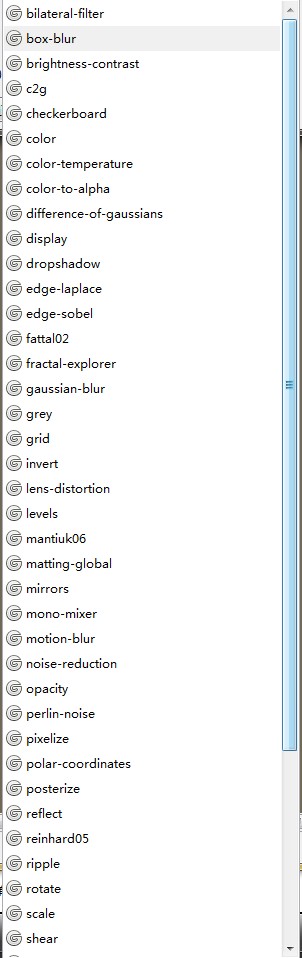 bilateral-filter
box-blur
brightness-contrast
c2g
checkerboard
color
color-temperature
color-to-alpha
difference-of-gaussians
display
dropshadow
edge-laplace
edge-sobel
fattal02
fractal-explorer
gaussian-blur
grey
grid
invert
lens-distortion
levels
mantiuk06
matting-global
mirrors
mono-mixer
motion-blur
noise-reduction
opacity
perlin-noise
pixelize
polar-coordinates
posterize
reflect
reinhard05
ripple
rotate
scale
shear